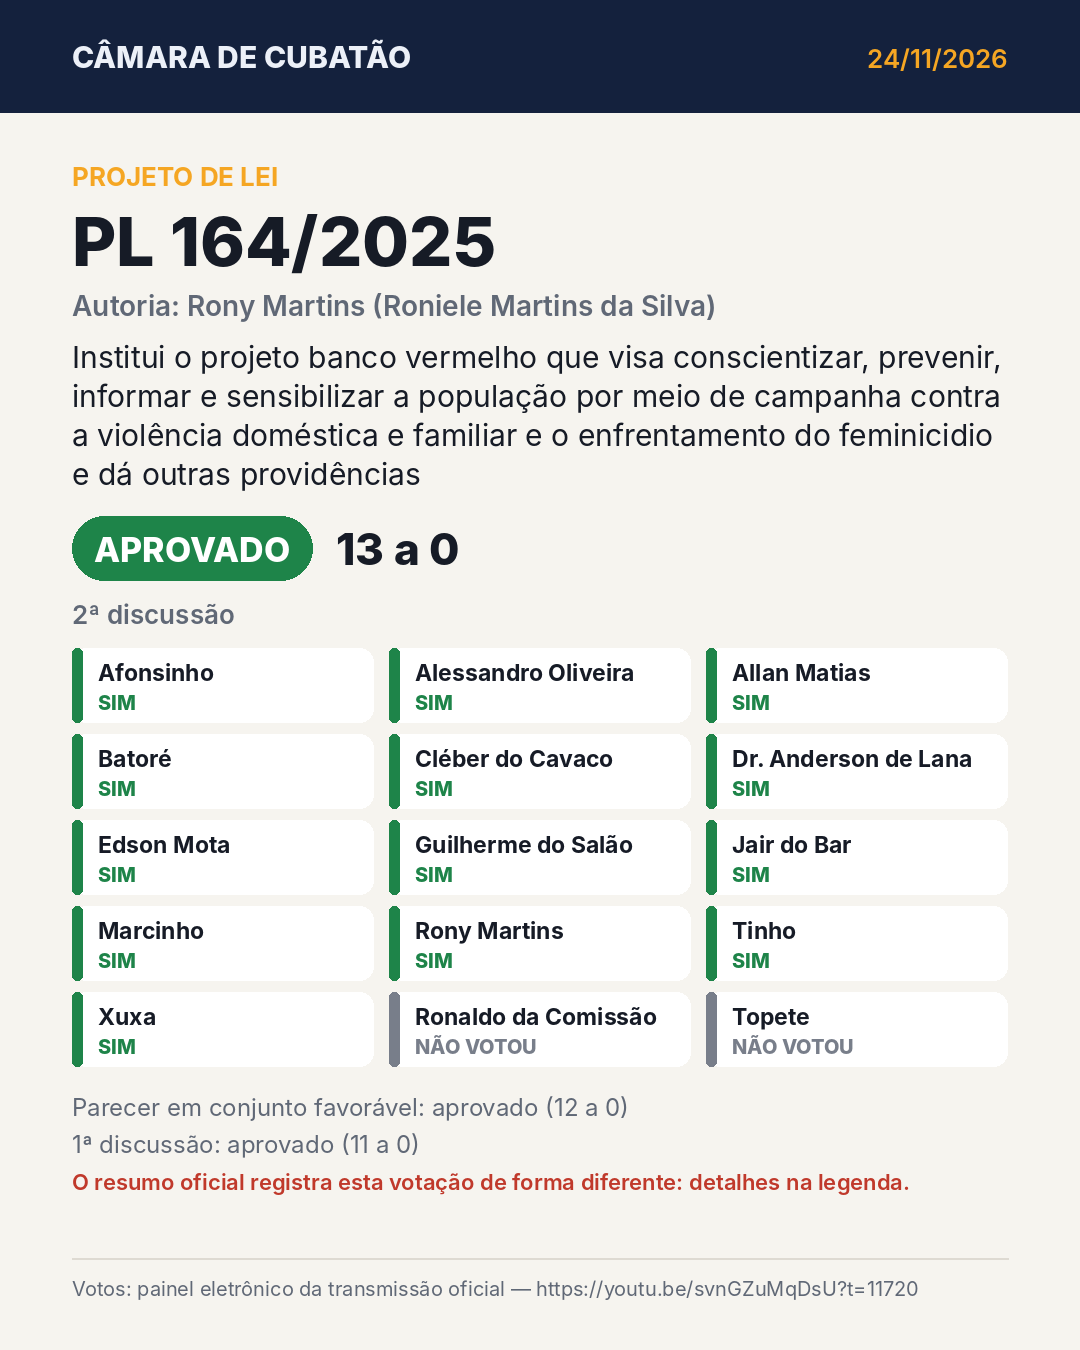 CÂMARA DE CUBATÃO
24/11/2026
PROJETO DE LEI
PL 164/2025
Autoria: Rony Martins (Roniele Martins da Silva)
Institui o projeto banco vermelho que visa conscientizar, prevenir,
informar e sensibilizar a população por meio de campanha contra
a violência doméstica e familiar e o enfrentamento do feminicidio
e dá outras providências
APROVADO
13 a 0
2ª discussão
Afonsinho
SIM
Alessandro Oliveira
SIM
Allan Matias
SIM
Batoré
SIM
Cléber do Cavaco
SIM
Dr. Anderson de Lana
SIM
Edson Mota
SIM
Guilherme do Salão
SIM
Jair do Bar
SIM
Marcinho
SIM
Rony Martins
SIM
Tinho
SIM
Xuxa
SIM
Ronaldo da Comissão
NÃO VOTOU
Topete
NÃO VOTOU
Parecer em conjunto favorável: aprovado (12 a 0)
1ª discussão: aprovado (11 a 0)
O resumo oficial registra esta votação de forma diferente: detalhes na legenda.
Votos: painel eletrônico da transmissão oficial — https://youtu.be/svnGZuMqDsU?t=11720